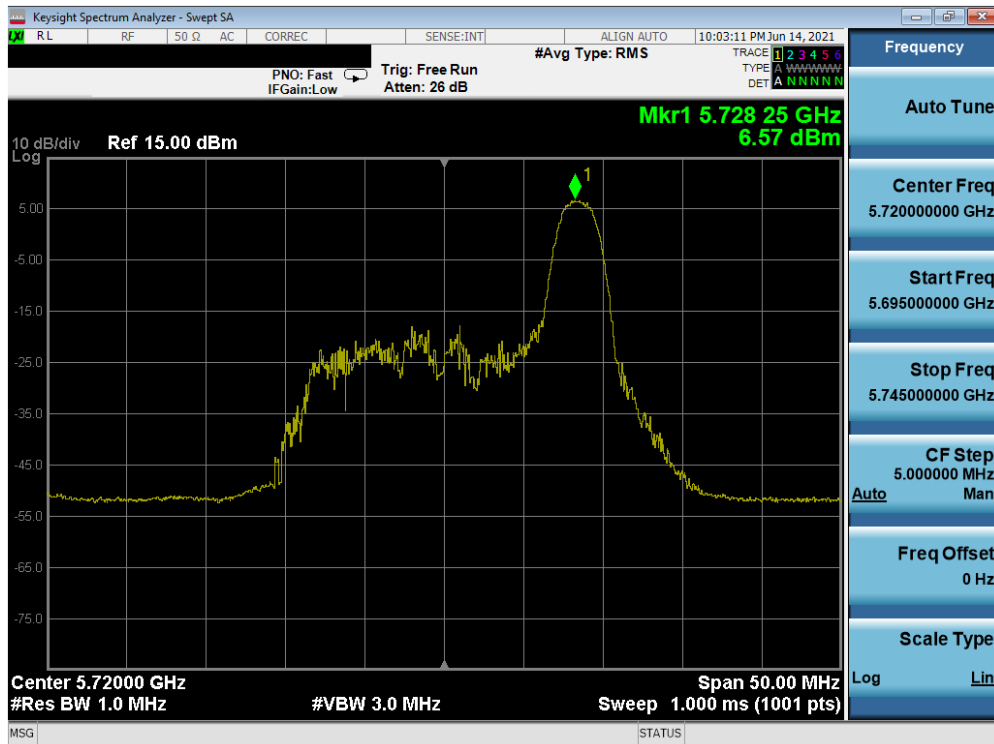 Keysight Spectrum Analyzer - Swept SA
LXI RL RF 50 Ω AC CORREC SENSE:INT ALIGN AUTO 10:03:11 PM Jun 14, 2021
#Avg Type: RMS
TRACE 1 2 3 4 5 6
TYPE A WWWWW
DET A N N N N N
PNO: Fast
IFGain:Low
Trig: Free Run
Atten: 26 dB
Mkr1 5.728 25 GHz
6.57 dBm
10 dB/div Ref 15.00 dBm
Log
1
5.00
-5.00
-15.0
-25.0
-35.0
-45.0
-55.0
-65.0
-75.0
Center 5.72000 GHz Span 50.00 MHz
#Res BW 1.0 MHz #VBW 3.0 MHz Sweep 1.000 ms (1001 pts)
MSG STATUS
Frequency
Auto Tune
Center Freq
5.720000000 GHz
Start Freq
5.695000000 GHz
Stop Freq
5.745000000 GHz
CF Step
5.000000 MHz
Auto Man
Freq Offset
0 Hz
Scale Type
Log Lin